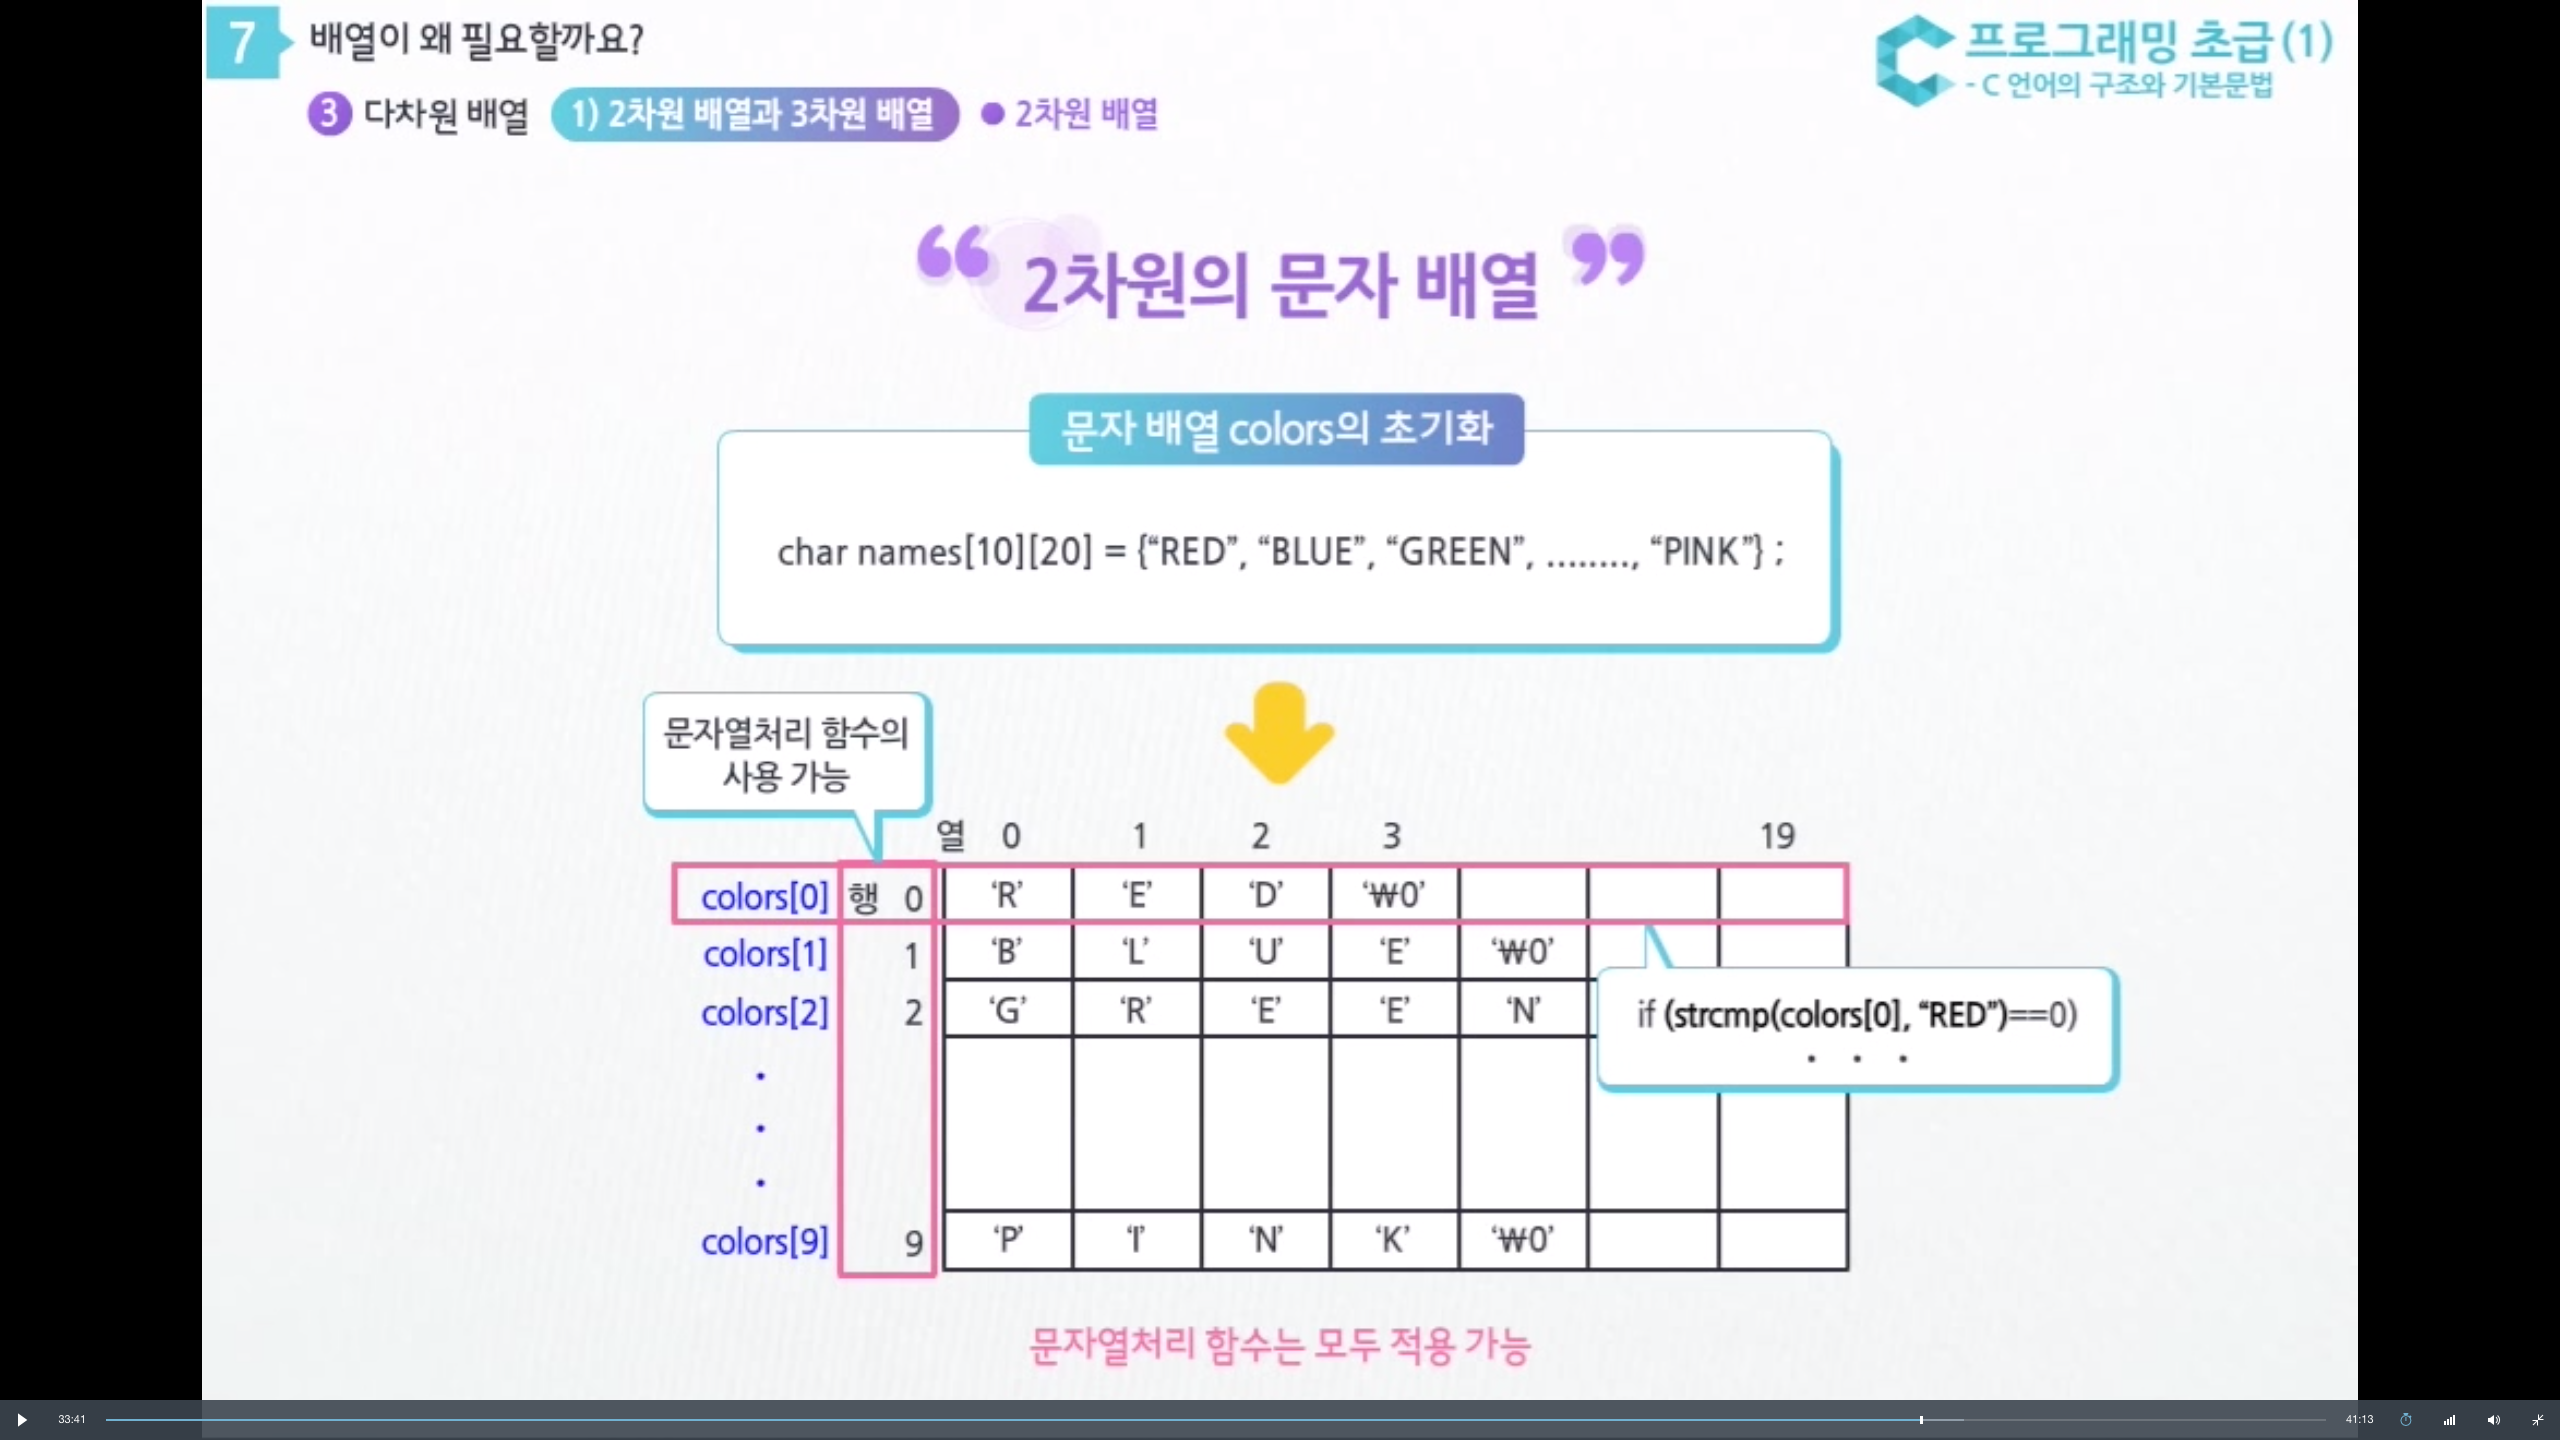 7 배열이 왜 필요할까요?
프로그래밍 초급(1)
- C 언어의 구조와 기본문법
3 다차원 배열 1) 2차원 배열과 3차원 배열 ● 2차원 배열
“ 2차원의 문자 배열 ”
문자 배열 colors의 초기화
char names[10][20] = {“RED”, “BLUE”, “GREEN”, ........, “PINK”} ;
문자열처리 함수의
사용 가능
열 0 1 2 3 19
colors[0] 행 0 ‘R’ ‘E’ ‘D’ ‘₩0’
colors[1] 1 ‘B’ ‘L’ ‘U’ ‘E’ ‘₩0’
colors[2] 2 ‘G’ ‘R’ ‘E’ ‘E’ ‘N’
if (strcmp(colors[0], “RED”)==0)
. . .
.
.
.
colors[9] 9 ‘P’ ‘I’ ‘N’ ‘K’ ‘₩0’
문자열처리 함수는 모두 적용 가능
33:41 41:13